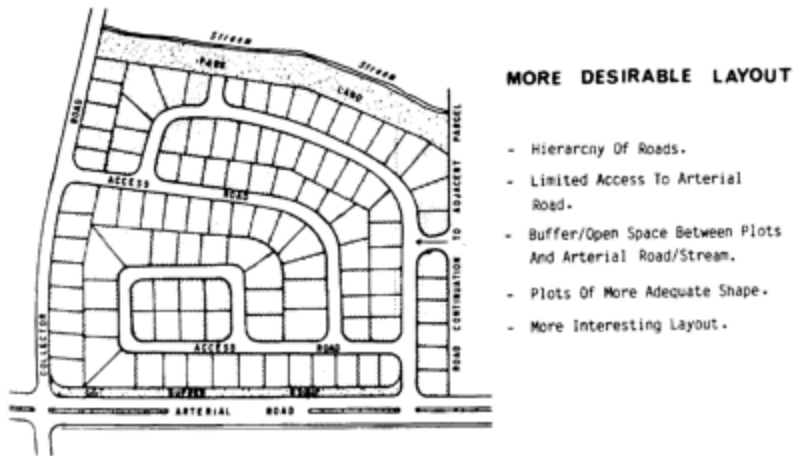 Stream
Stream
PARK
LAND
MORE DESIRABLE LAYOUT
- Hierarcny Of Roads.
- Limited Access To Arterial
Road.
- Buffer/Open Space Between Plots
And Arterial Road/Stream.
- Plots Of More Adequate Shape.
- More Interesting Layout.
ROAD
COLLECTOR
ACCESS
ROAD
ACCESS
ROAD
ROAD CONTINUATION TO ADJACENT PARCEL
BUFFER
ARTERIAL ROAD